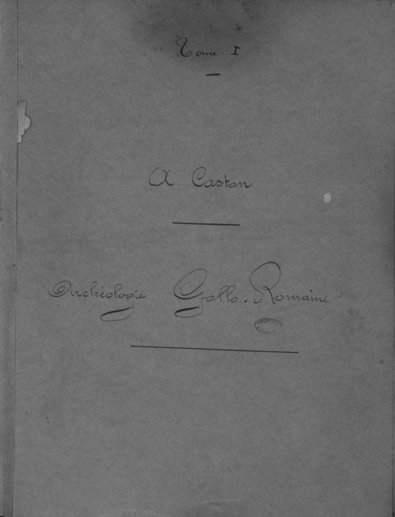 Tome I
A. Castan
Archéologie Gallo-Romaine